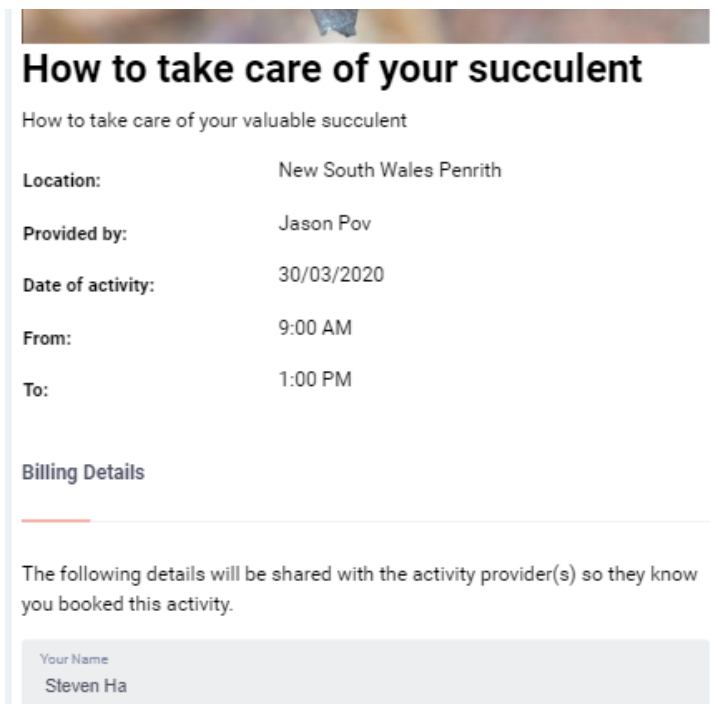 How to take care of your succulent
How to take care of your valuable succulent
Location: New South Wales Penrith
Provided by: Jason Pov
Date of activity: 30/03/2020
From: 9:00 AM
To: 1:00 PM
Billing Details
The following details will be shared with the activity provider(s) so they know
you booked this activity.
Your Name
Steven Ha